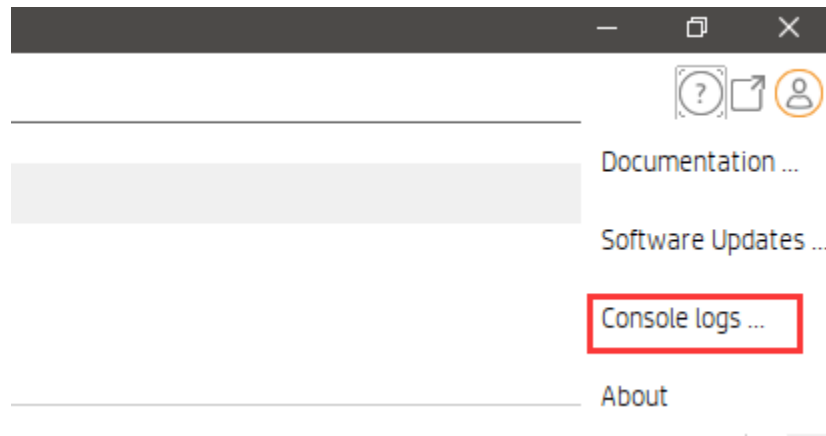 ?
Documentation ...
Software Updates ...
Console logs ...
About